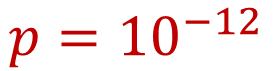 p = 10⁻¹²